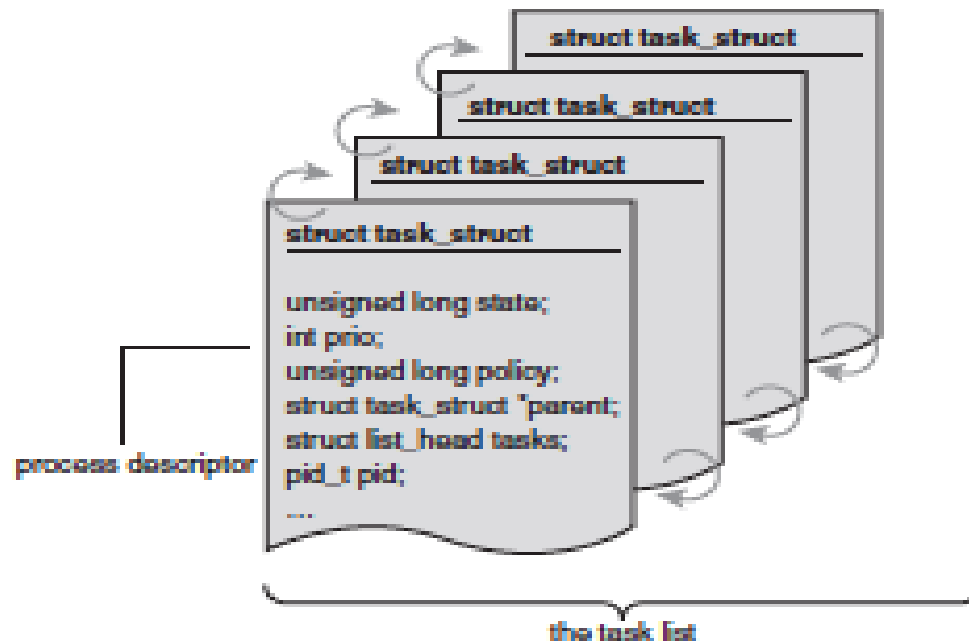 struct task_struct
struct task_struct
struct task_struct
struct task_struct
unsigned long state;
int prio;
unsigned long policy;
struct task_struct *parent;
struct list_head tasks;
pid_t pid;
....
process descriptor
the task list